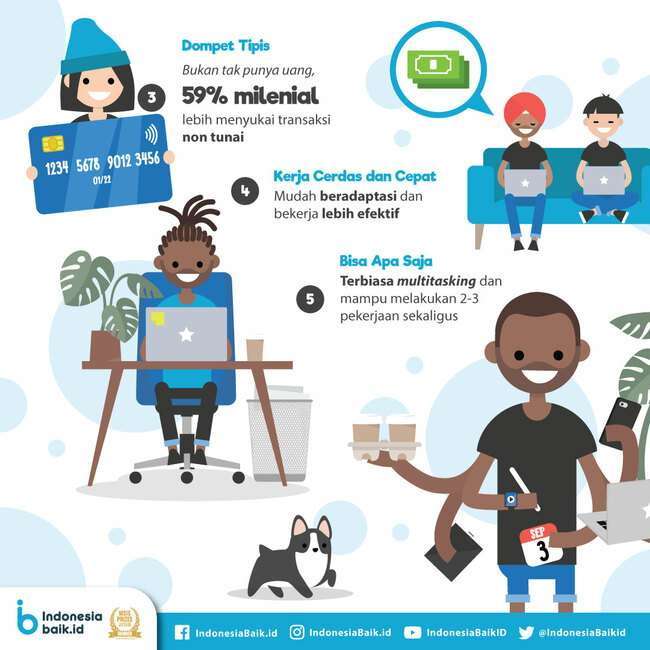 Dompet Tipis
Bukan tak punya uang,
3
59% milenial
lebih menyukai transaksi
non tunai
1234 5678 9012 3456
01/22
4
Kerja Cerdas dan Cepat
Mudah beradaptasi dan
bekerja lebih efektif
Bisa Apa Saja
5
Terbiasa multitasking dan
mampu melakukan 2-3
pekerjaan sekaligus
SEP
3
Indonesia
baik.id
IndonesiaBaik.id
IndonesiaBaik.id
IndonesiaBaikID
@IndonesiaBaikid